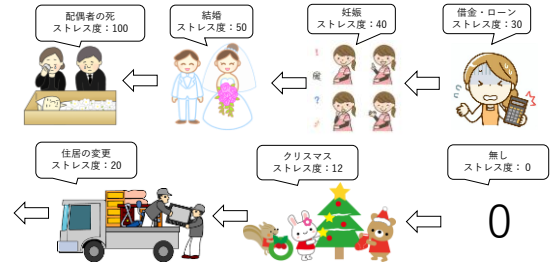 配偶者の死
ストレス度：100
結婚
ストレス度：50
妊娠
ストレス度：40
借金・ローン
ストレス度：30
住居の変更
ストレス度：20
クリスマス
ストレス度：12
無し
ストレス度： 0
0